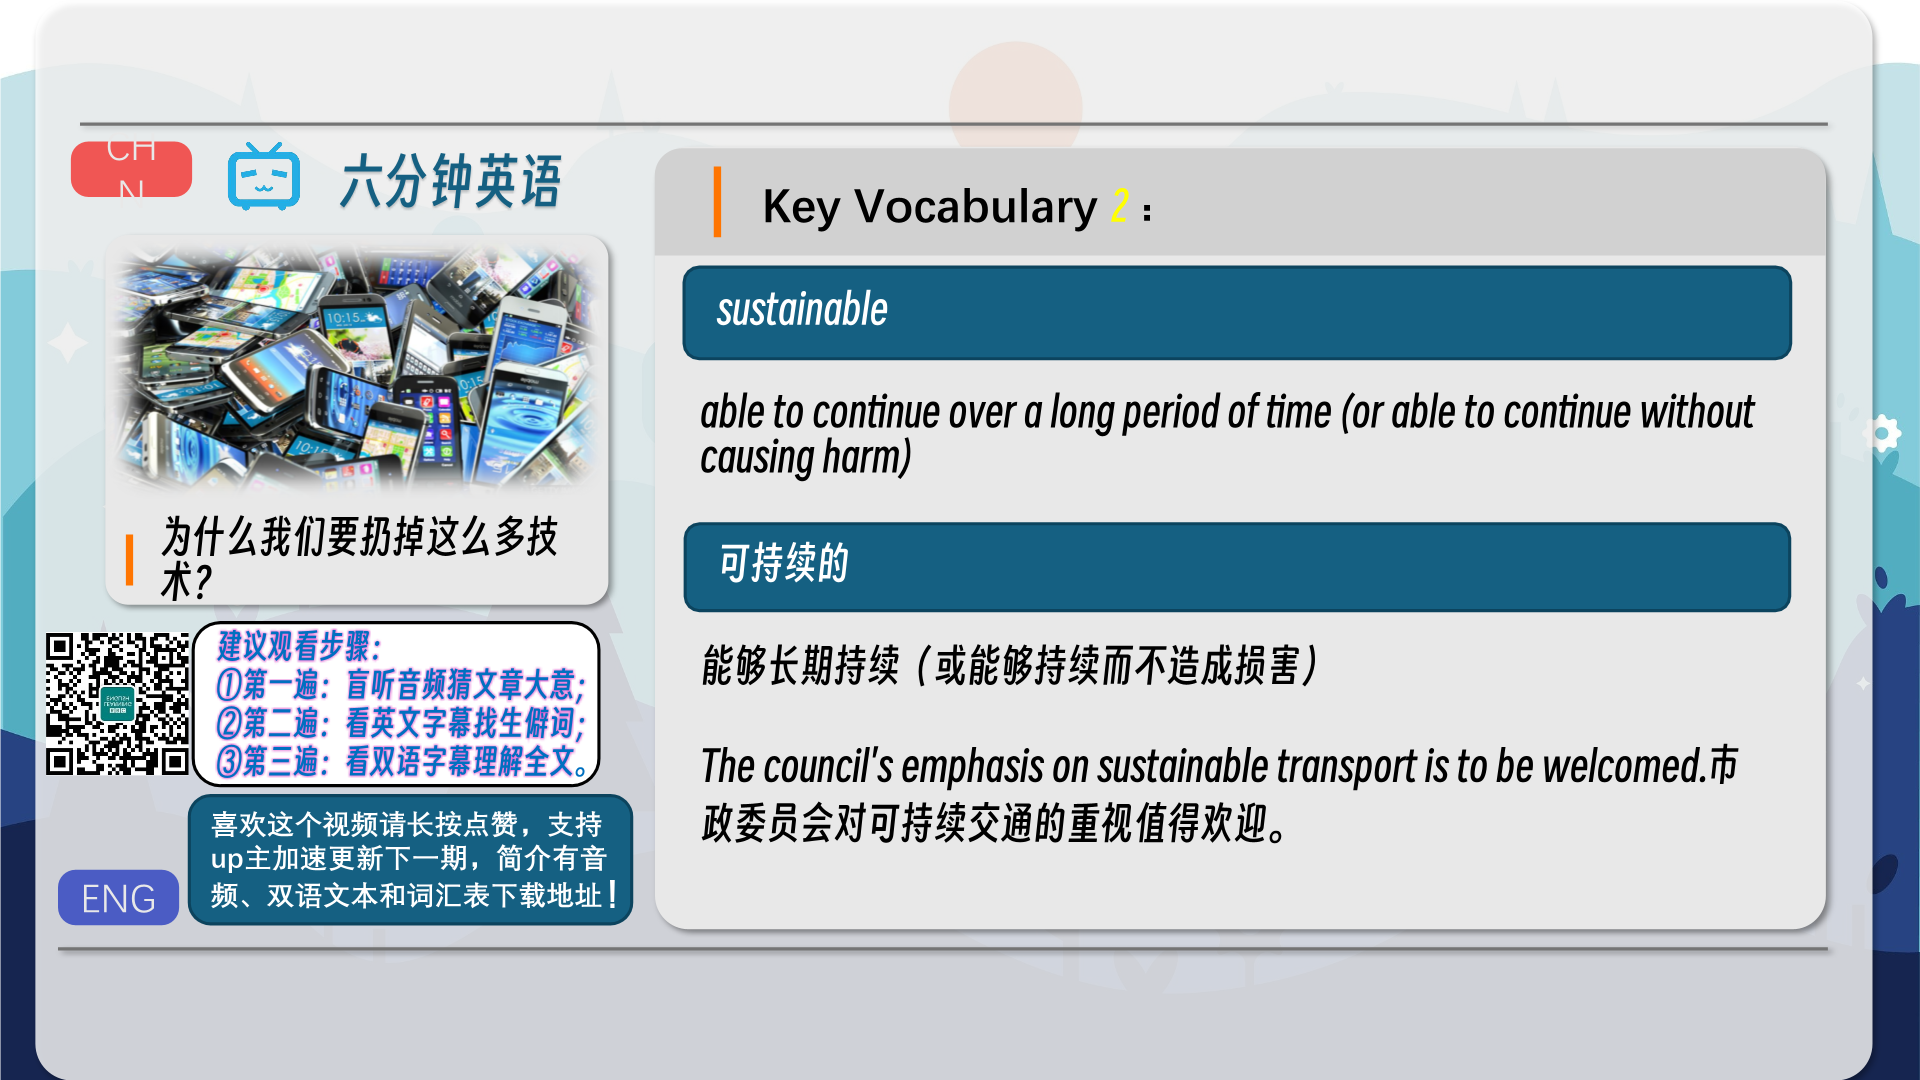 CH
N
六分钟英语
为什么我们要扔掉这么多技
术?
建议观看步骤：
①第一遍：盲听音频猜文章大意；
②第二遍：看英文字幕找生僻词；
③第三遍：看双语字幕理解全文。
喜欢这个视频请长按点赞，支持
up主加速更新下一期，简介有音
频、双语文本和词汇表下载地址！
ENG
Key Vocabulary 2：
sustainable
able to continue over a long period of time (or able to continue without
causing harm)
可持续的
能够长期持续（或能够持续而不造成损害）
The council's emphasis on sustainable transport is to be welcomed.市
政委员会对可持续交通的重视值得欢迎。